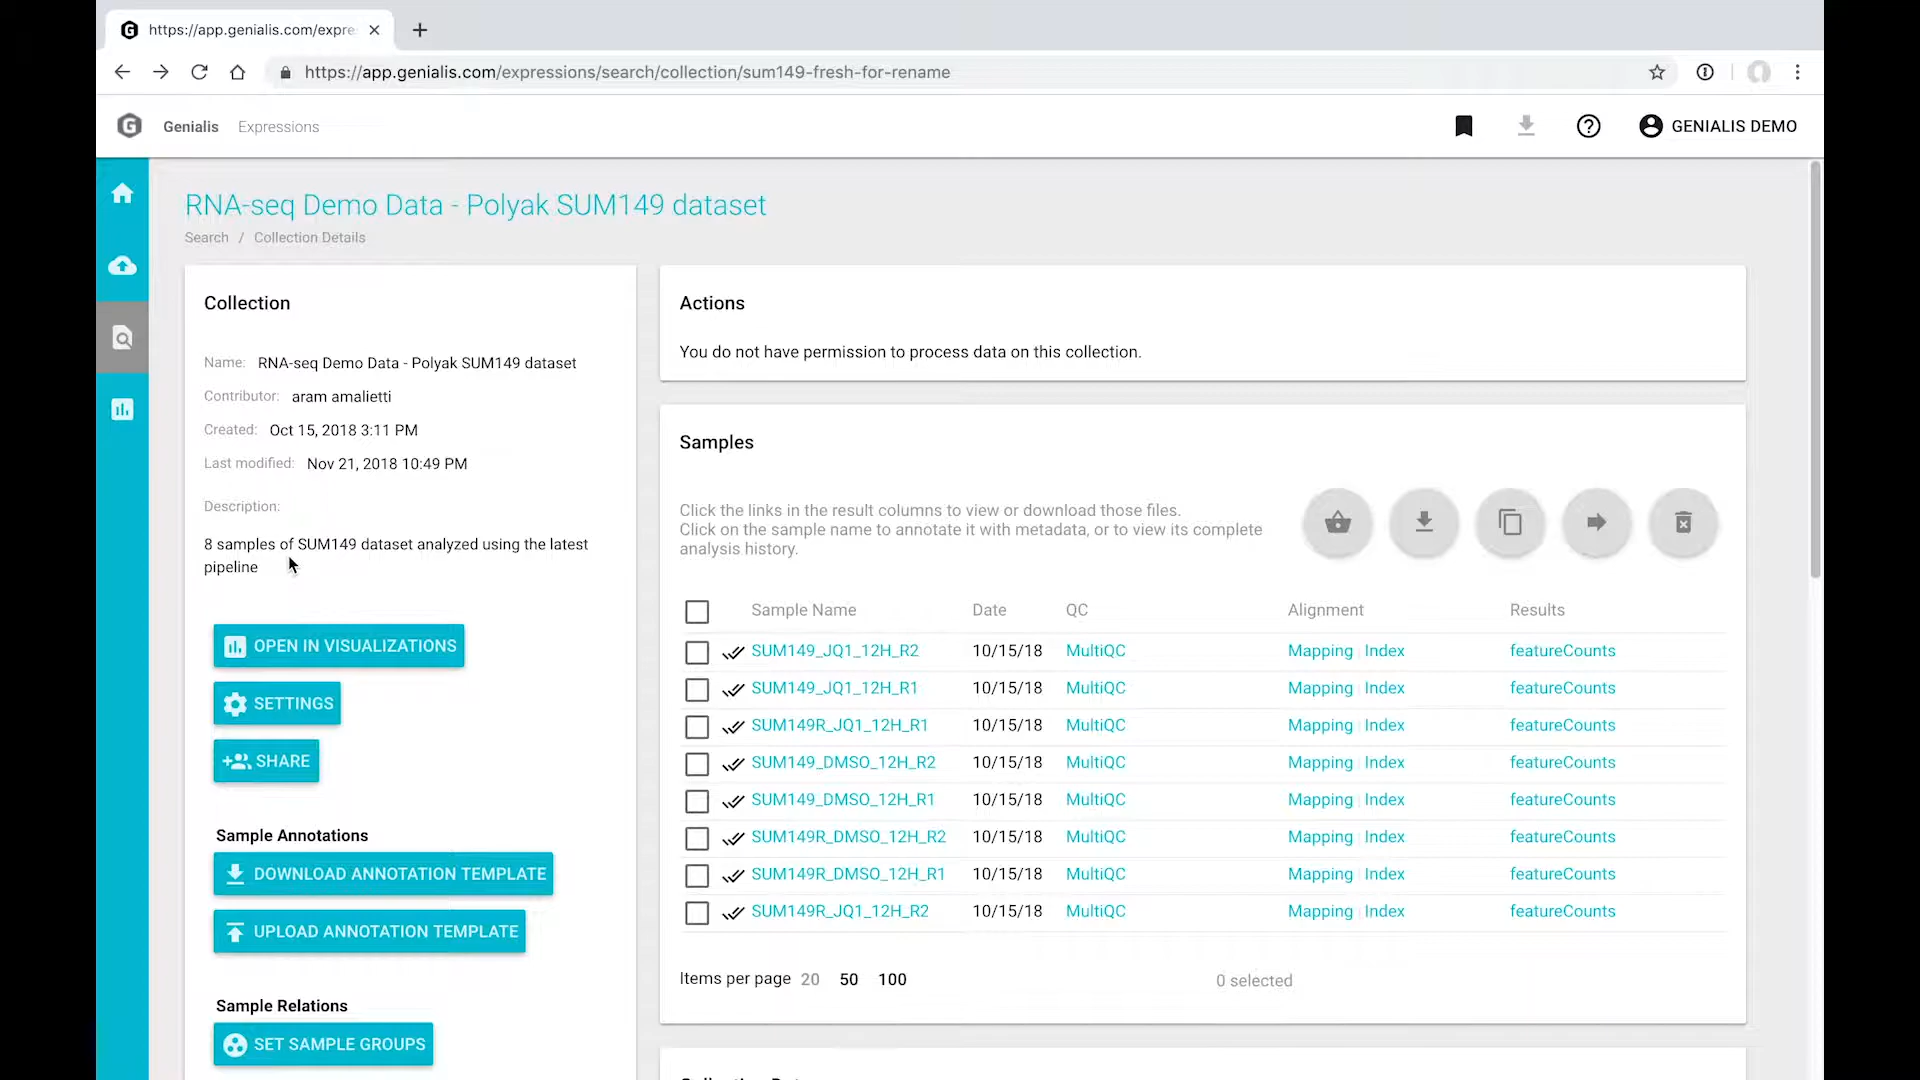 https://app.genialis.com/expre
https://app.genialis.com/expressions/search/collection/sum149-fresh-for-rename
Genialis Expressions
GENIALIS DEMO
RNA-seq Demo Data - Polyak SUM149 dataset
Search / Collection Details
Collection
Name: RNA-seq Demo Data - Polyak SUM149 dataset
Contributor: aram amalietti
Created: Oct 15, 2018 3:11 PM
Last modified: Nov 21, 2018 10:49 PM
Description:
8 samples of SUM149 dataset analyzed using the latest
pipeline
OPEN IN VISUALIZATIONS
SETTINGS
SHARE
Sample Annotations
DOWNLOAD ANNOTATION TEMPLATE
UPLOAD ANNOTATION TEMPLATE
Sample Relations
SET SAMPLE GROUPS
Actions
You do not have permission to process data on this collection.
Samples
Click the links in the result columns to view or download those files.
Click on the sample name to annotate it with metadata, or to view its complete
analysis history.
Sample Name Date QC Alignment Results
SUM149_JQ1_12H_R2 10/15/18 MultiQC Mapping Index featureCounts
SUM149_JQ1_12H_R1 10/15/18 MultiQC Mapping Index featureCounts
SUM149R_JQ1_12H_R1 10/15/18 MultiQC Mapping Index featureCounts
SUM149_DMSO_12H_R2 10/15/18 MultiQC Mapping Index featureCounts
SUM149_DMSO_12H_R1 10/15/18 MultiQC Mapping Index featureCounts
SUM149R_DMSO_12H_R2 10/15/18 MultiQC Mapping Index featureCounts
SUM149R_DMSO_12H_R1 10/15/18 MultiQC Mapping Index featureCounts
SUM149R_JQ1_12H_R2 10/15/18 MultiQC Mapping Index featureCounts
Items per page 20 50 100
0 selected